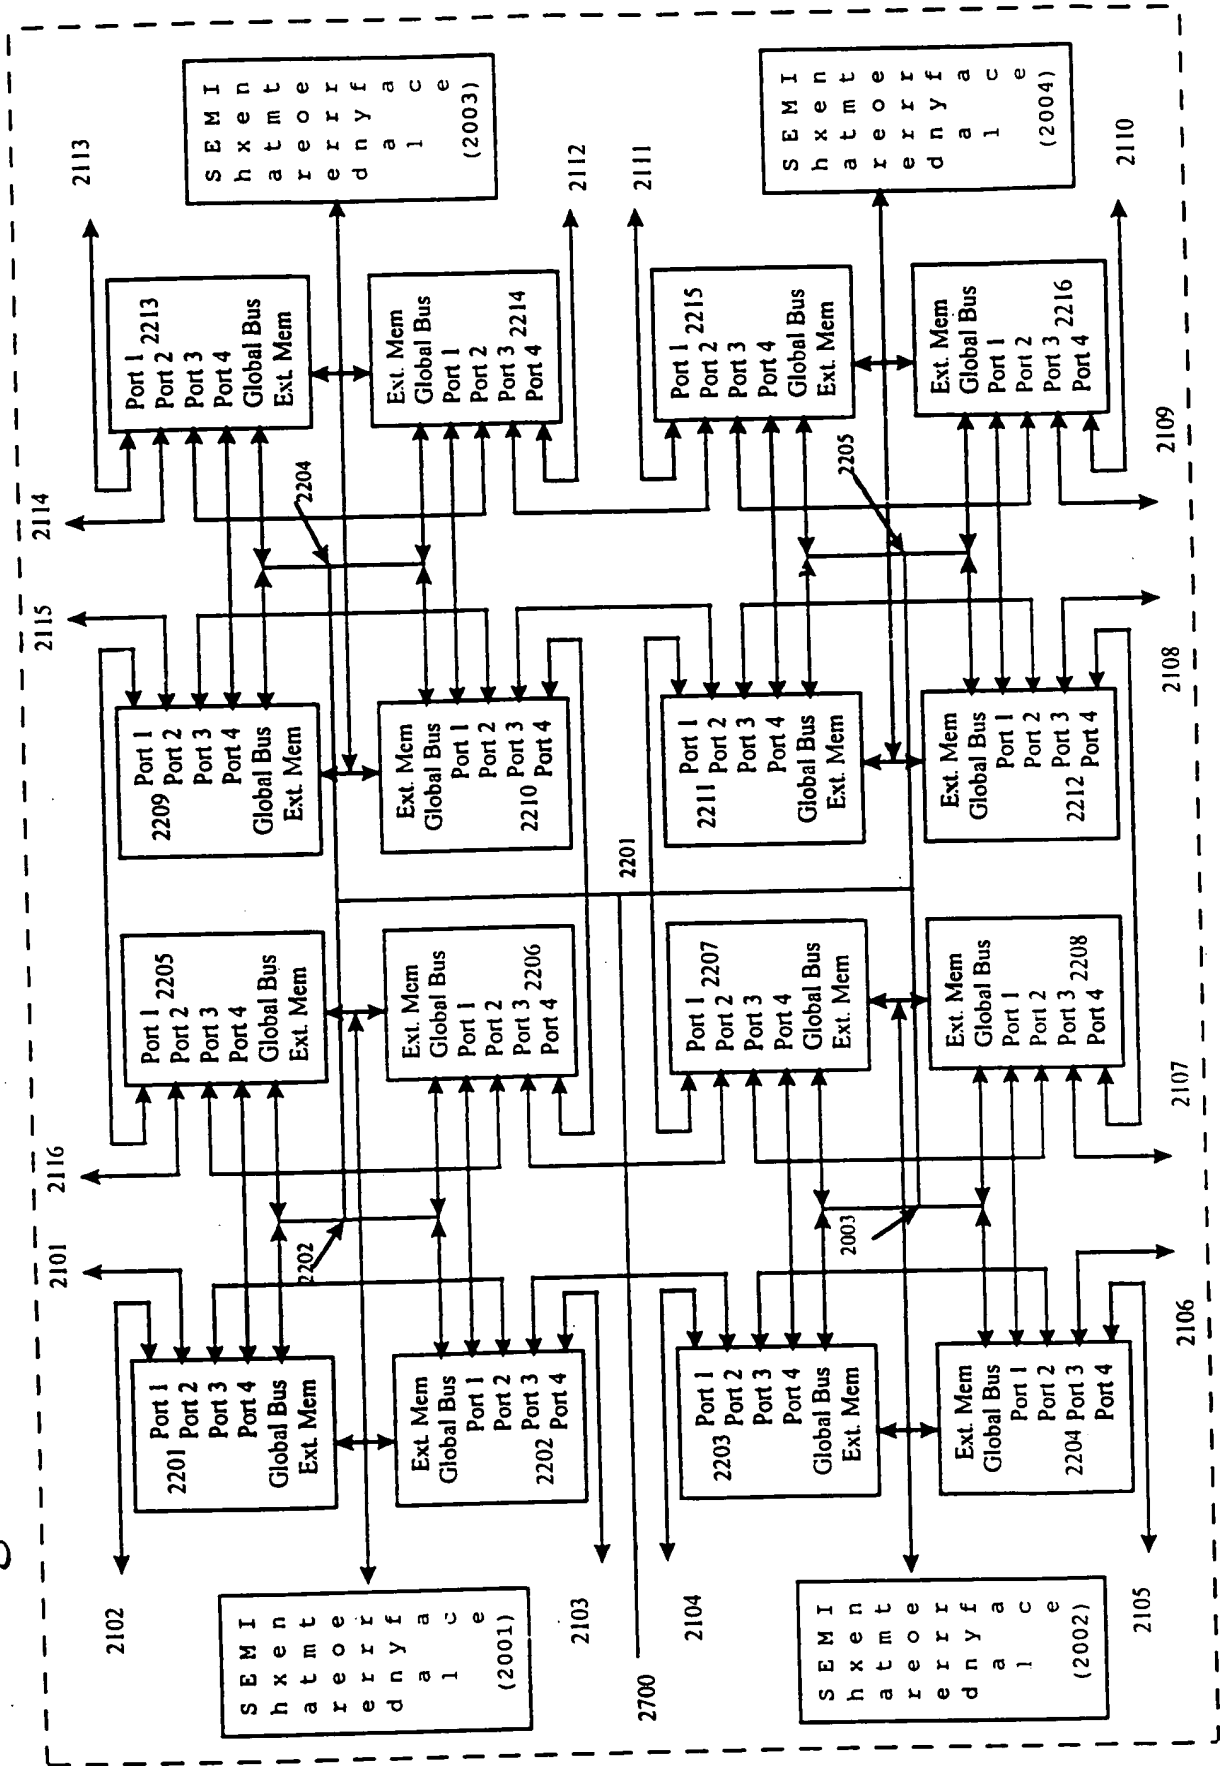 2101
2116
2115
2114
2102
2113
Port 1
2201 Port 2
Port 3
Port 4
Global Bus
Ext. Mem
Port 1
Port 2 2205
Port 3
Port 4
Global Bus
Ext. Mem
Port 1
2209 Port 2
Port 3
Port 4
Global Bus
Ext. Mem
Port 1
Port 2 2213
Port 3
Port 4
Global Bus
Ext. Mem
S E M I
h x e n
a t m t
r e o e
e r r r
d n y f
a a
l c
e
(2001)
2202
2204
S E M I
h x e n
a t m t
r e o e
e r r r
d n y f
a a
l c
e
(2003)
Ext. Mem
Global Bus
Port 1
Port 2
Port 3
2202 Port 4
Ext. Mem
Global Bus
Port 1
Port 2
Port 3 2206
Port 4
Ext. Mem
Global Bus
Port 1
Port 2
2210 Port 3
Port 4
Ext. Mem
Global Bus
Port 1
Port 2
Port 3 2214
Port 4
2103
2112
2700
2201
2104
2111
Port 1
2203 Port 2
Port 3
Port 4
Global Bus
Ext. Mem
Port 1
Port 2 2207
Port 3
Port 4
Global Bus
Ext. Mem
Port 1
2211 Port 2
Port 3
Port 4
Global Bus
Ext. Mem
Port 1
Port 2 2215
Port 3
Port 4
Global Bus
Ext. Mem
S E M I
h x e n
a t m t
r e o e
e r r r
d n y f
a a
l c
e
(2002)
2003
2205
S E M I
h x e n
a t m t
r e o e
e r r r
d n y f
a a
l c
e
(2004)
Ext. Mem
Global Bus
Port 1
Port 2
2204 Port 3
Port 4
Ext. Mem
Global Bus
Port 1
Port 2
Port 3 2208
Port 4
Ext. Mem
Global Bus
Port 1
Port 2
2212 Port 3
Port 4
Ext. Mem
Global Bus
Port 1
Port 2
Port 3 2216
Port 4
2105
2110
2106
2107
2108
2109